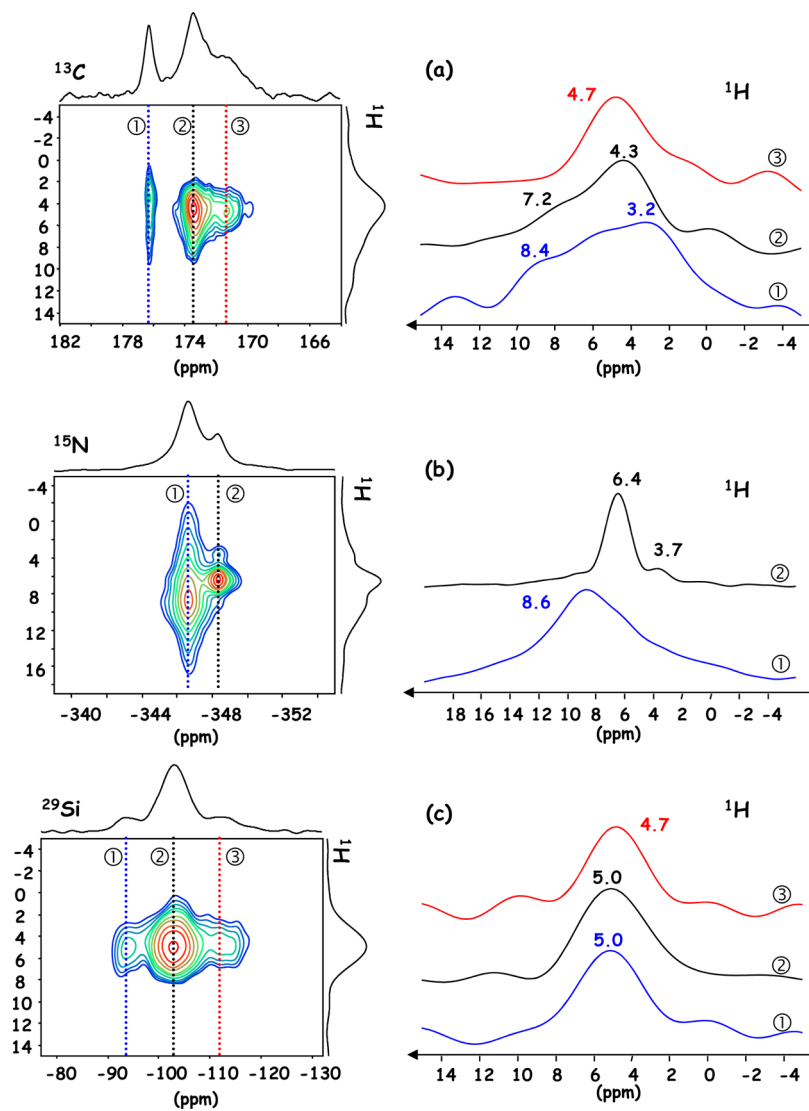 ¹³C
-4
-2
0
2
4
6
8
10
12
14
① ② ③
¹H
182 178 174 170 166
(ppm)
(a)
¹H
4.7
③
4.3
7.2
②
3.2
8.4
①
14 12 10 8 6 4 2 0 -2 -4
(ppm)
¹⁵N
-4
0
4
8
12
16
① ②
¹H
-340 -344 -348 -352
(ppm)
(b)
¹H
6.4
3.7
②
8.6
①
18 16 14 12 10 8 6 4 2 0 -2 -4
(ppm)
²⁹Si
-4
-2
0
2
4
6
8
10
12
14
① ② ③
¹H
-80 -90 -100 -110 -120 -130
(ppm)
(c)
¹H
4.7
③
5.0
②
5.0
①
14 12 10 8 6 4 2 0 -2 -4
(ppm)